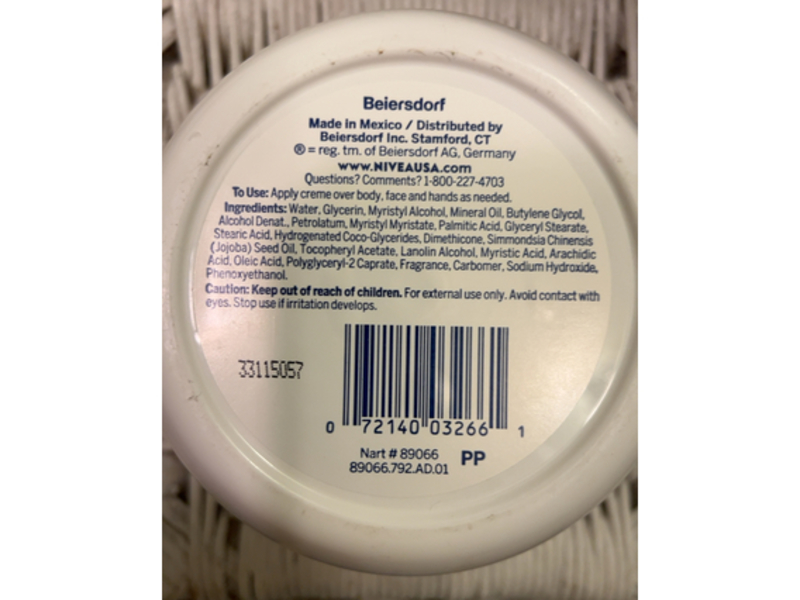 Beiersdorf
Made in Mexico / Distributed by
Beiersdorf Inc. Stamford, CT
® = reg. tm. of Beiersdorf AG, Germany
www.NIVEAUSA.com
Questions? Comments? 1-800-227-4703
To Use: Apply creme over body, face and hands as needed.
Ingredients: Water, Glycerin, Myristyl Alcohol, Mineral Oil, Butylene Glycol,
Alcohol Denat., Petrolatum, Myristyl Myristate, Palmitic Acid, Glyceryl Stearate,
Stearic Acid, Hydrogenated Coco-Glycerides, Dimethicone, Simmondsia Chinensis
(Jojoba) Seed Oil, Tocopheryl Acetate, Lanolin Alcohol, Myristic Acid, Arachidic
Acid, Oleic Acid, Polyglyceryl-2 Caprate, Fragrance, Carbomer, Sodium Hydroxide,
Phenoxyethanol.
Caution: Keep out of reach of children. For external use only. Avoid contact with
eyes. Stop use if irritation develops.
33115057
0 72140 03266 1
Nart # 89066 PP
89066.792.AD.01